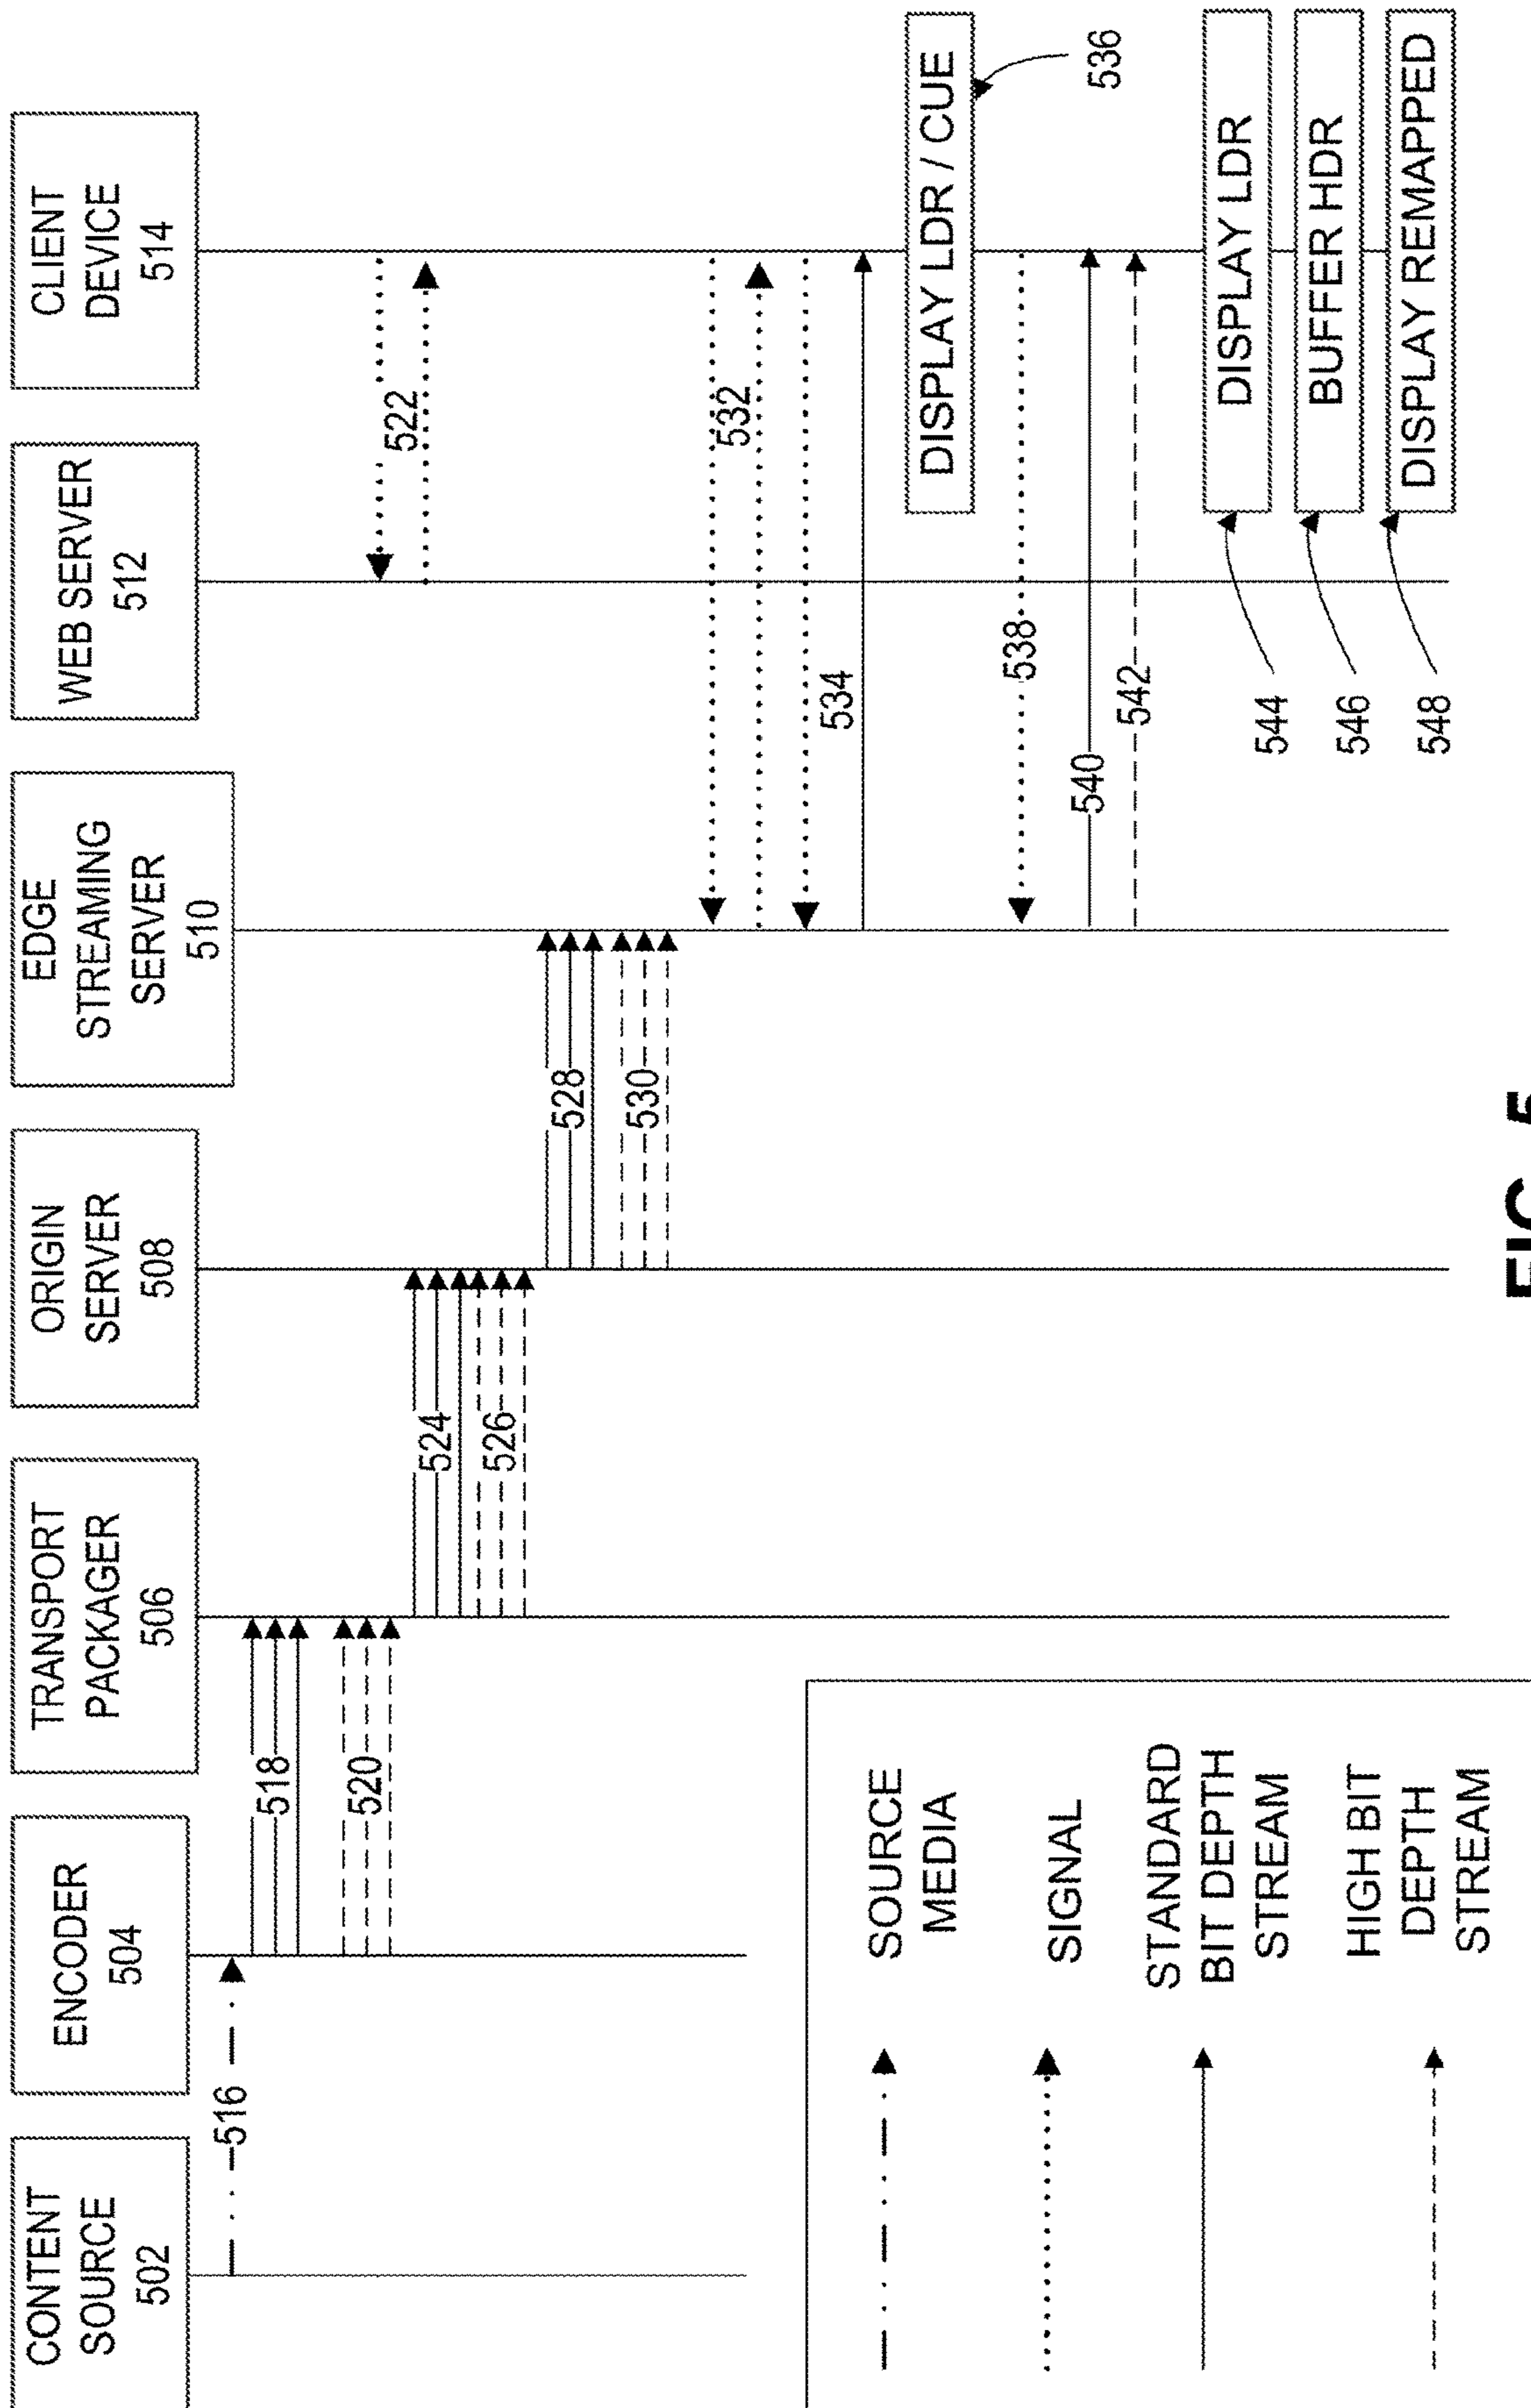 CONTENT
SOURCE
502
ENCODER
504
TRANSPORT
PACKAGER
506
ORIGIN
SERVER
508
EDGE
STREAMING
SERVER
510
WEB SERVER
512
CLIENT
DEVICE
514
516
518
520
522
524
526
528
530
532
534
DISPLAY LDR / CUE
536
538
540
542
DISPLAY LDR
544
BUFFER HDR
546
DISPLAY REMAPPED
548
SOURCE
MEDIA
SIGNAL
STANDARD
BIT DEPTH
STREAM
HIGH BIT
DEPTH
STREAM
FIG. 5